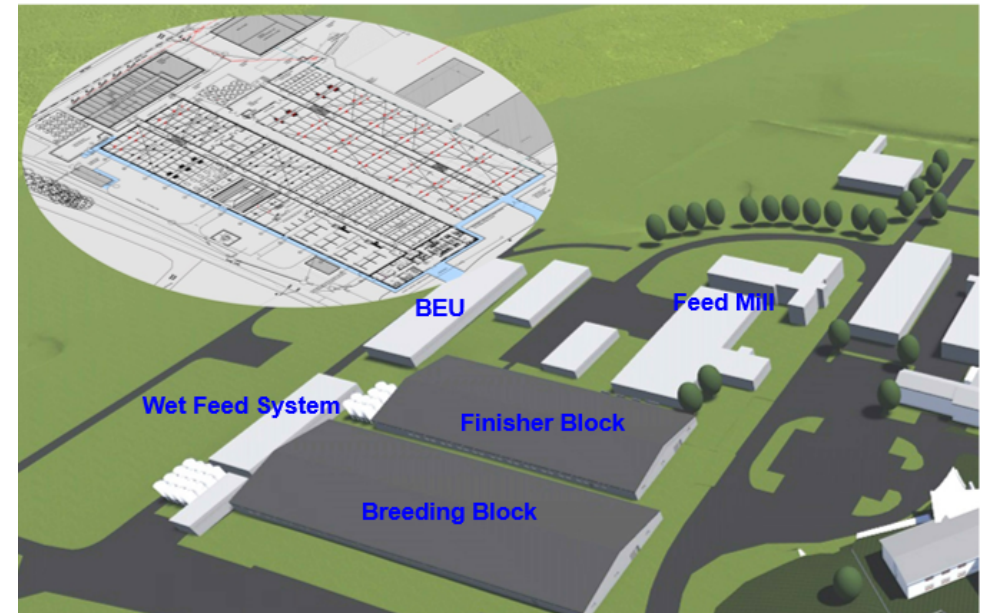 BEU
Feed Mill
Wet Feed System
Finisher Block
Breeding Block